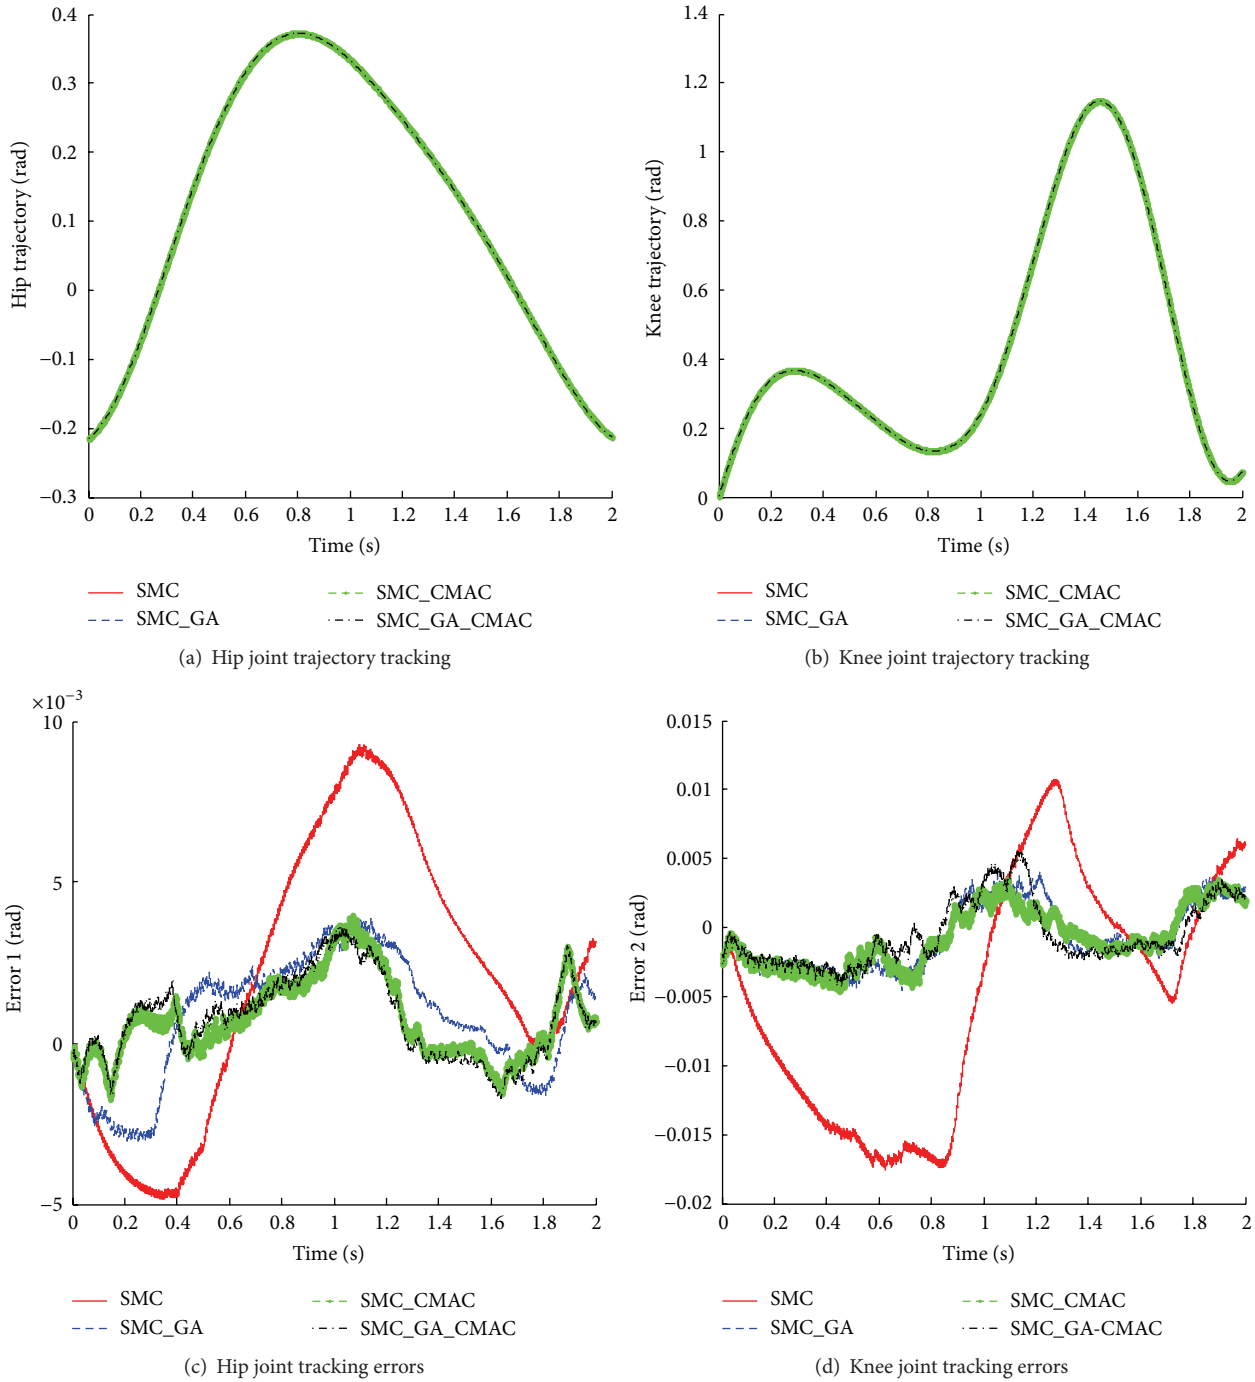 0.4
0.3
0.2
0.1
0
−0.1
−0.2
−0.3
Hip trajectory (rad)
0 0.2 0.4 0.6 0.8 1 1.2 1.4 1.6 1.8 2
Time (s)
SMC
SMC_GA
SMC_CMAC
SMC_GA_CMAC
(a) Hip joint trajectory tracking
1.4
1.2
1
0.8
0.6
0.4
0.2
0
Knee trajectory (rad)
0 0.2 0.4 0.6 0.8 1 1.2 1.4 1.6 1.8 2
Time (s)
SMC
SMC_GA
SMC_CMAC
SMC_GA_CMAC
(b) Knee joint trajectory tracking
×10−3
10
5
0
−5
Error 1 (rad)
0 0.2 0.4 0.6 0.8 1 1.2 1.4 1.6 1.8 2
Time (s)
SMC
SMC_GA
SMC_CMAC
SMC_GA_CMAC
(c) Hip joint tracking errors
0.015
0.01
0.005
0
−0.005
−0.01
−0.015
−0.02
Error 2 (rad)
0 0.2 0.4 0.6 0.8 1 1.2 1.4 1.6 1.8 2
Time (s)
SMC
SMC_GA
SMC_CMAC
SMC_GA-CMAC
(d) Knee joint tracking errors